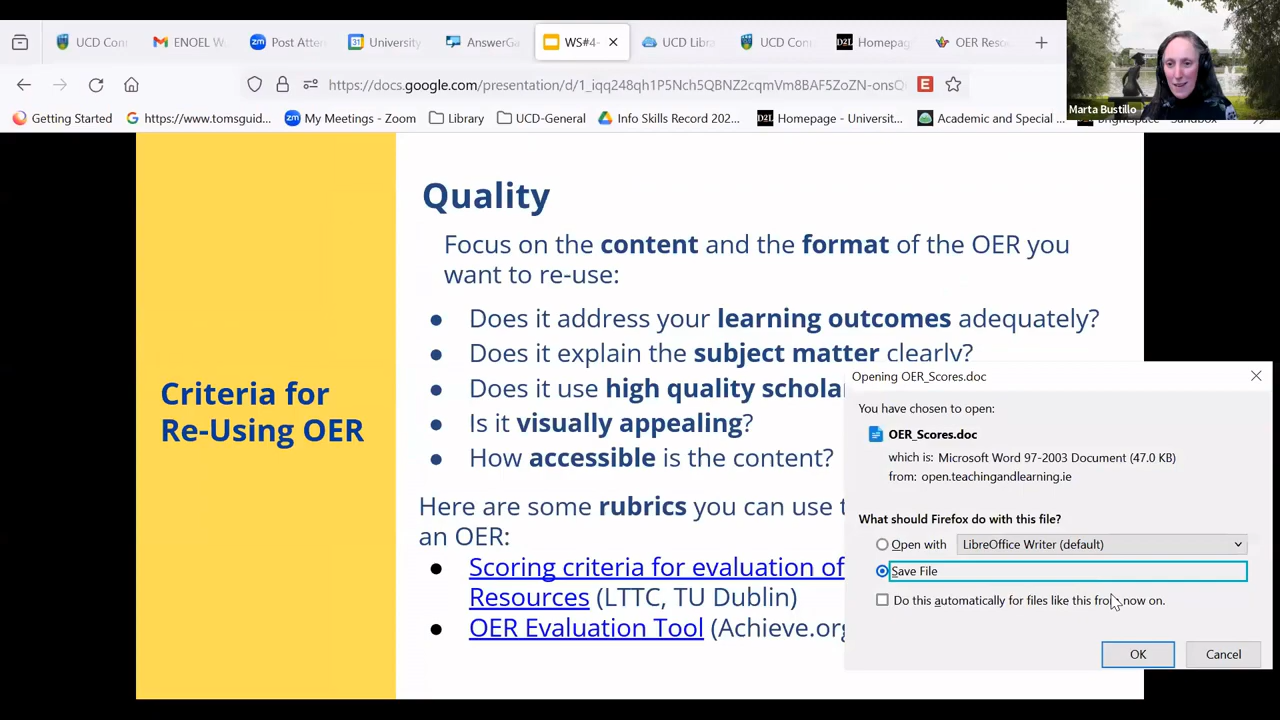 UCD Con
ENOEL W
Post Atten
University
AnswerGa
WS#4-
UCD Libra
UCD Con
Homepag
OER Reso
https://docs.google.com/presentation/d/1_iqq248qh1P5Nch5QBNZ2cqmVm8BAF5ZoZN-onsQ
Marta Bustillo
Getting Started
https://www.tomsguid...
My Meetings - Zo...
Library
UCD-General
Info Skills Record 202...
Homepage - Universit...
Academic and Special ...
Brightspace - Sandbox
Quality
Focus on the content and the format of the OER you
want to re-use:
● Does it address your learning outcomes adequately?
● Does it explain the subject matter clearly?
● Does it use high quality schola
● Is it visually appealing?
● How accessible is the content?
Criteria for
Re-Using OER
Here are some rubrics you can use t
an OER:
● Scoring criteria for evaluation of
Resources (LTTC, TU Dublin)
● OER Evaluation Tool (Achieve.org
Opening OER_Scores.doc
You have chosen to open:
OER_Scores.doc
which is: Microsoft Word 97-2003 Document (47.0 KB)
from: open.teachingandlearning.ie
What should Firefox do with this file?
Open with
LibreOffice Writer (default)
Save File
Do this automatically for files like this from now on.
OK
Cancel